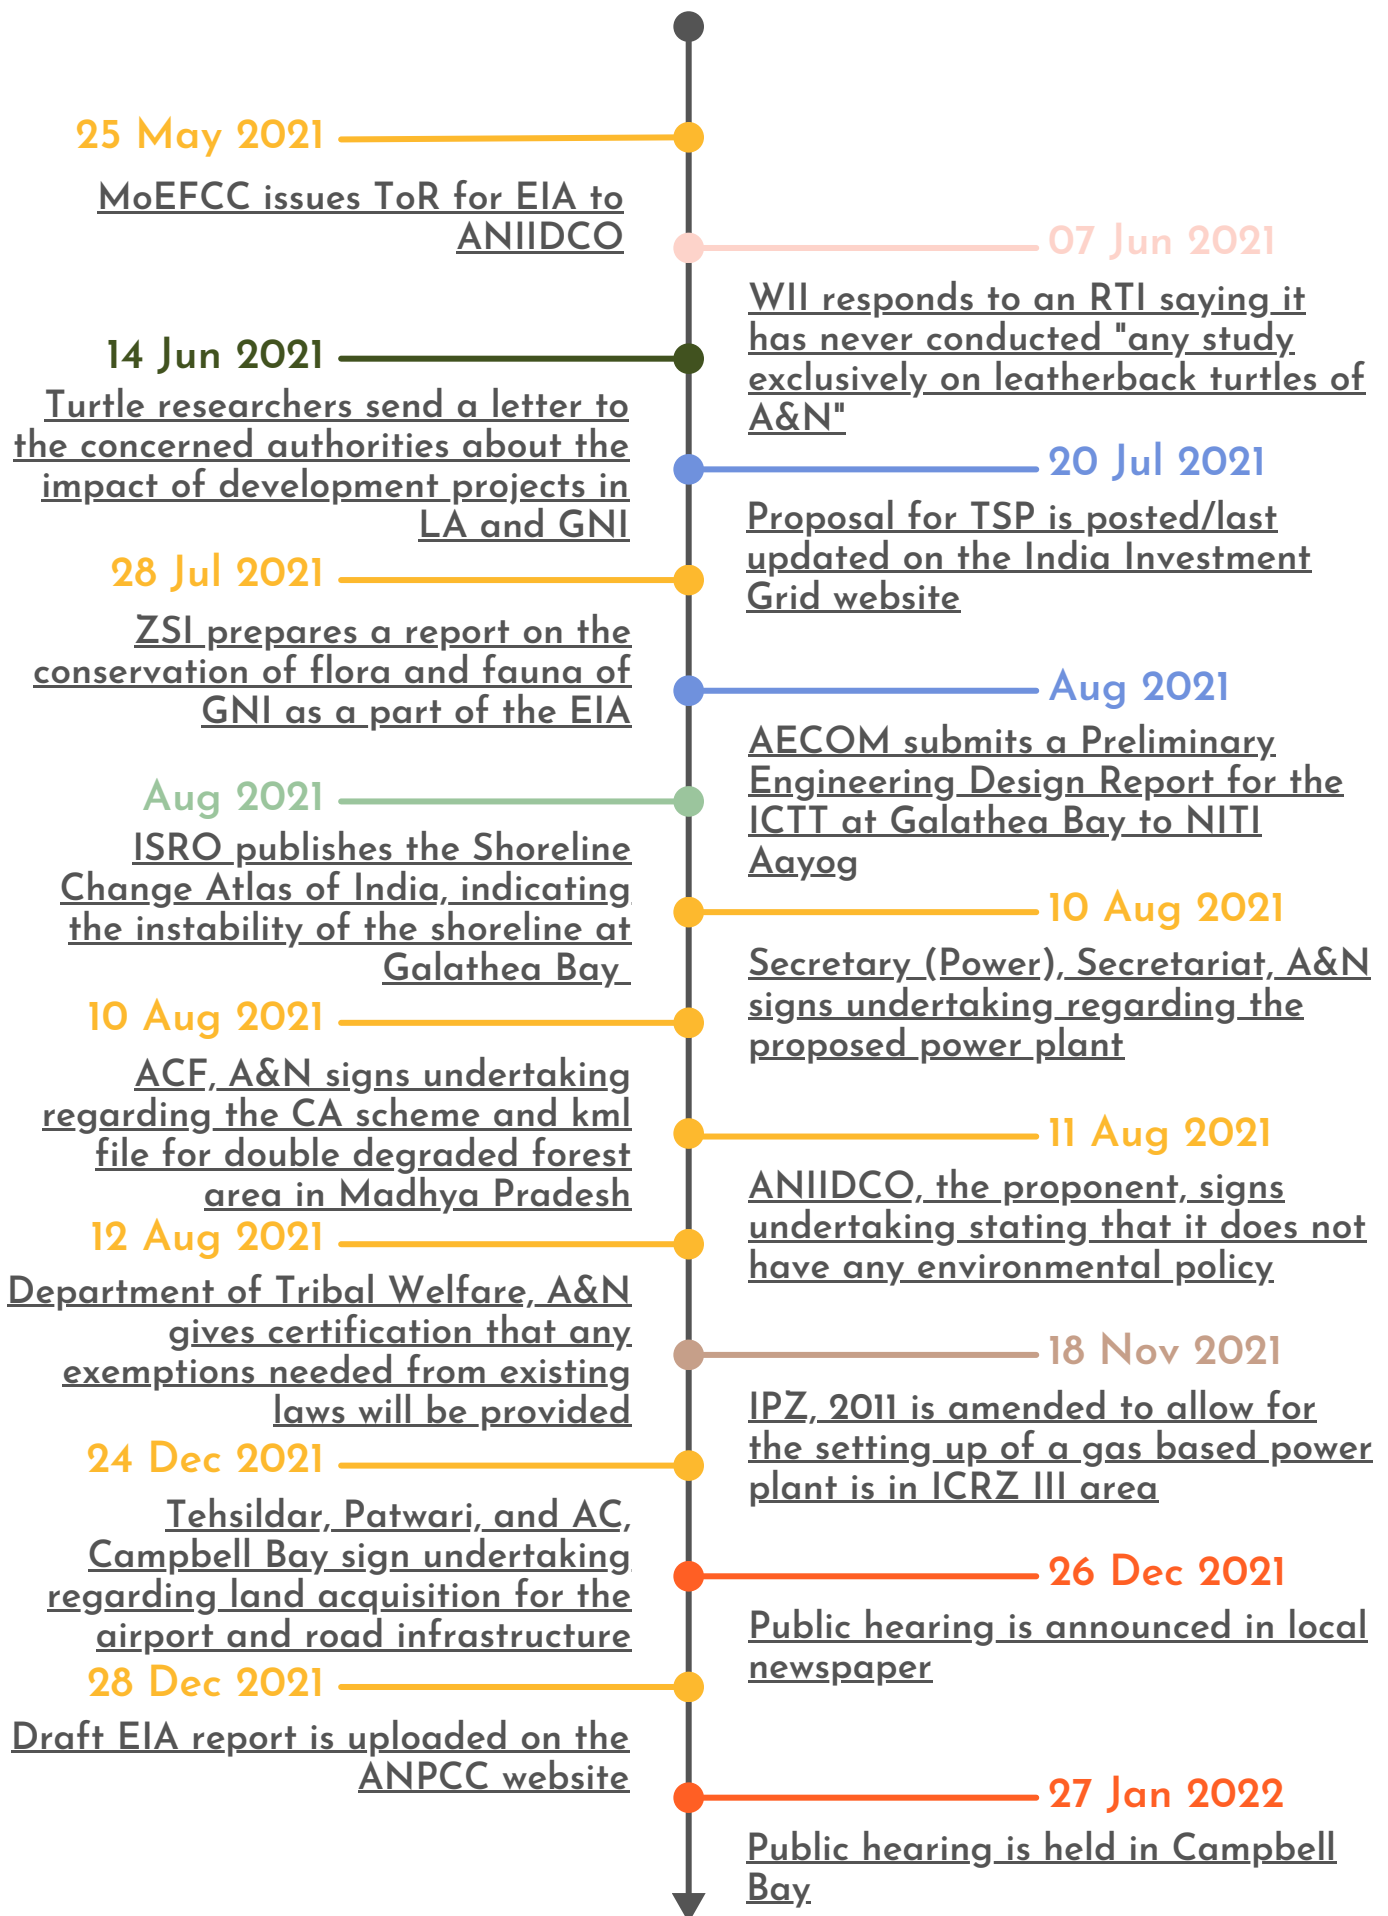 25 May 2021
MoEFCC issues ToR for EIA to
ANIIDCO
07 Jun 2021
WII responds to an RTI saying it
has never conducted "any study
exclusively on leatherback turtles of
A&N"
14 Jun 2021
Turtle researchers send a letter to
the concerned authorities about the
impact of development projects in
LA and GNI
20 Jul 2021
Proposal for TSP is posted/last
updated on the India Investment
Grid website
28 Jul 2021
ZSI prepares a report on the
conservation of flora and fauna of
GNI as a part of the EIA
Aug 2021
AECOM submits a Preliminary
Engineering Design Report for the
ICTT at Galathea Bay to NITI
Aayog
Aug 2021
ISRO publishes the Shoreline
Change Atlas of India, indicating
the instability of the shoreline at
Galathea Bay
10 Aug 2021
Secretary (Power), Secretariat, A&N
signs undertaking regarding the
proposed power plant
10 Aug 2021
ACF, A&N signs undertaking
regarding the CA scheme and kml
file for double degraded forest
area in Madhya Pradesh
11 Aug 2021
ANIIDCO, the proponent, signs
undertaking stating that it does not
have any environmental policy
12 Aug 2021
Department of Tribal Welfare, A&N
gives certification that any
exemptions needed from existing
laws will be provided
18 Nov 2021
IPZ, 2011 is amended to allow for
the setting up of a gas based power
plant is in ICRZ III area
24 Dec 2021
Tehsildar, Patwari, and AC,
Campbell Bay sign undertaking
regarding land acquisition for the
airport and road infrastructure
26 Dec 2021
Public hearing is announced in local
newspaper
28 Dec 2021
Draft EIA report is uploaded on the
ANPCC website
27 Jan 2022
Public hearing is held in Campbell
Bay